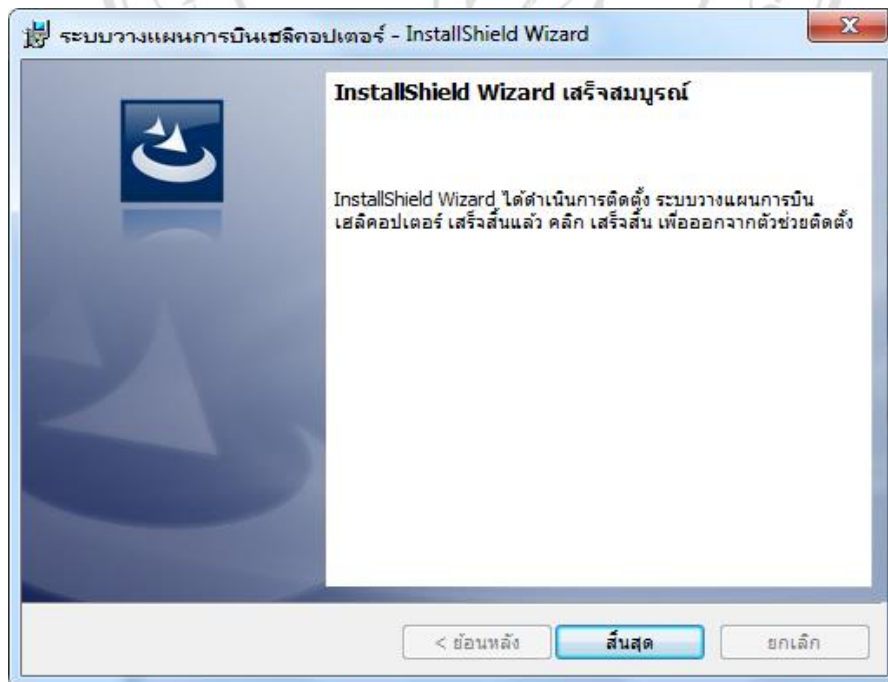 ระบบวางแผนการบินเฮลิคอปเตอร์ - InstallShield Wizard
X
InstallShield Wizard เสร็จสมบูรณ์
InstallShield Wizard ได้ดำเนินการติดตั้ง ระบบวางแผนการบิน
เฮลิคอปเตอร์ เสร็จสิ้นแล้ว คลิก เสร็จสิ้น เพื่อออกจากตัวช่วยติดตั้ง
< ย้อนหลัง
สิ้นสุด
ยกเลิก